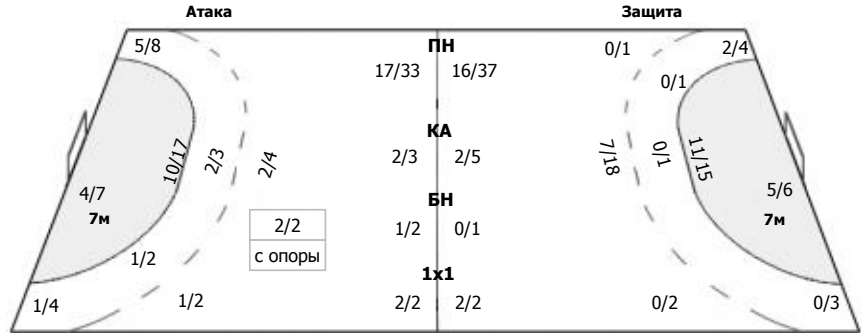 Атака Защита
5/8 ПН 0/1 2/4
17/33 16/37
0/1
КА
10/17 2/3 2/4 2/3 2/5 7/18 0/1 11/15
4/7 5/6
7м 7м
БН
2/2 1/2 0/1
с опоры
1/2
1х1
1/4 1/2 2/2 2/2 0/2 0/3